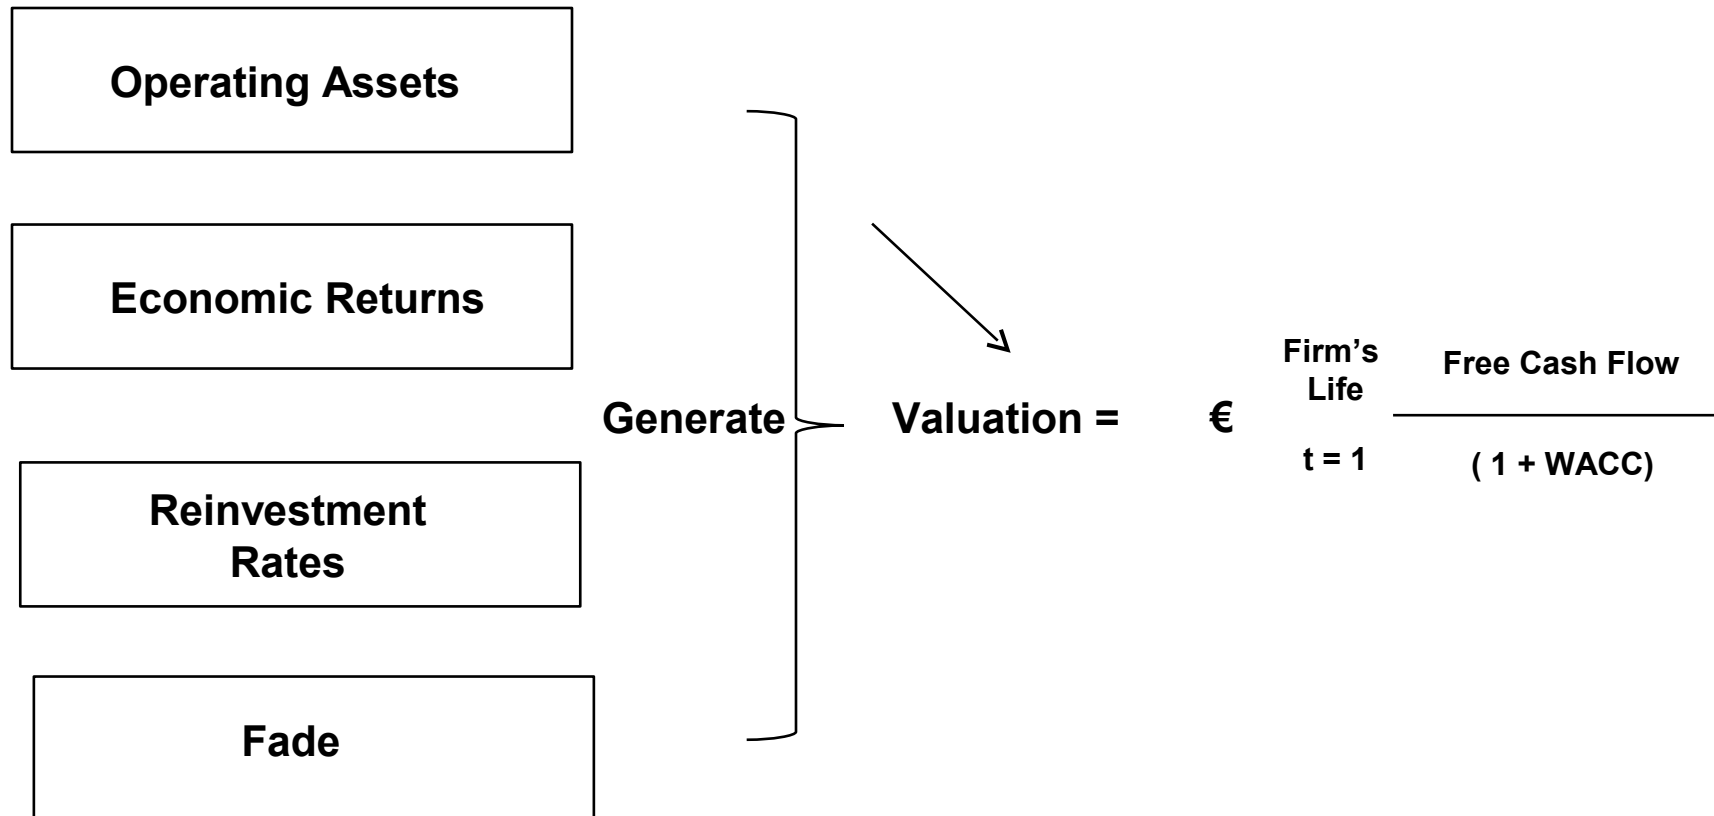 Operating Assets
Economic Returns
Reinvestment
Rates
Fade
Generate
Valuation =
€
Firm’s
Life
t = 1
Free Cash Flow
( 1 + WACC)